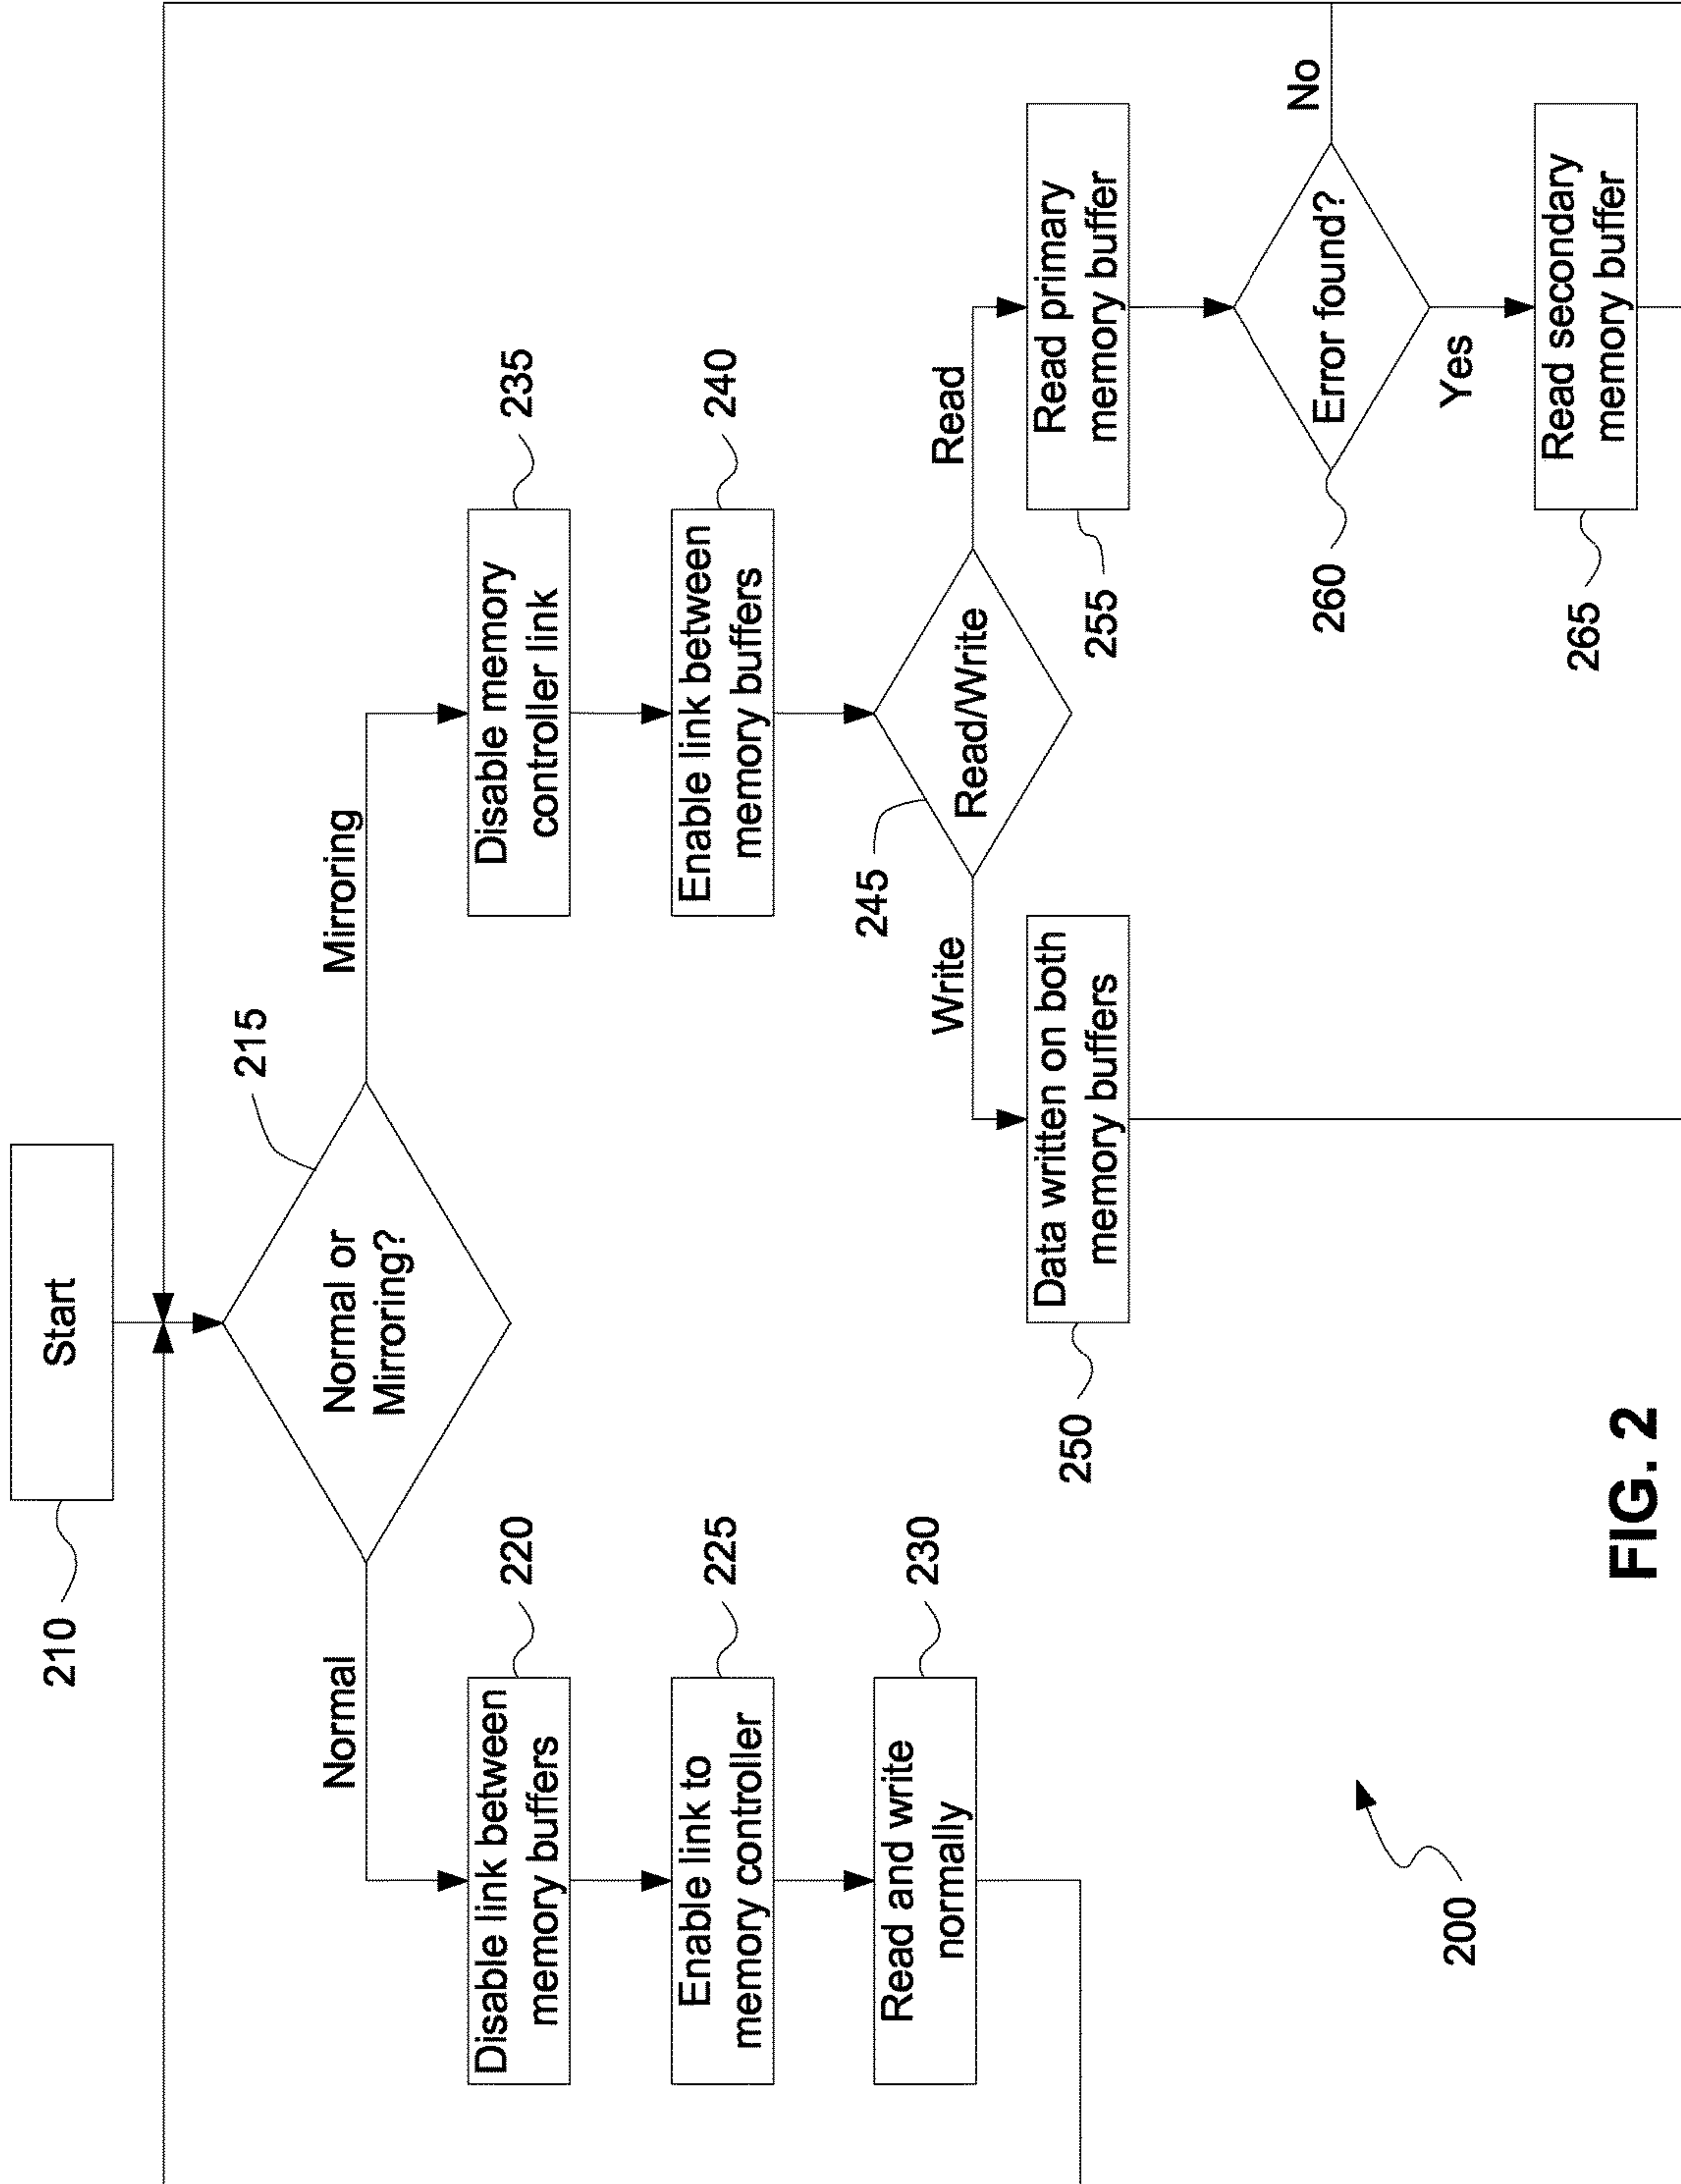 Start
210
Normal or
Mirroring?
215
Normal
Mirroring
Disable link between
memory buffers
220
Disable memory
controller link
235
Enable link to
memory controller
225
Enable link between
memory buffers
240
Read and write
normally
230
Read/Write
245
Write
Read
Data written on both
memory buffers
250
Read primary
memory buffer
255
Error found?
260
No
Yes
Read secondary
memory buffer
265
200
FIG. 2